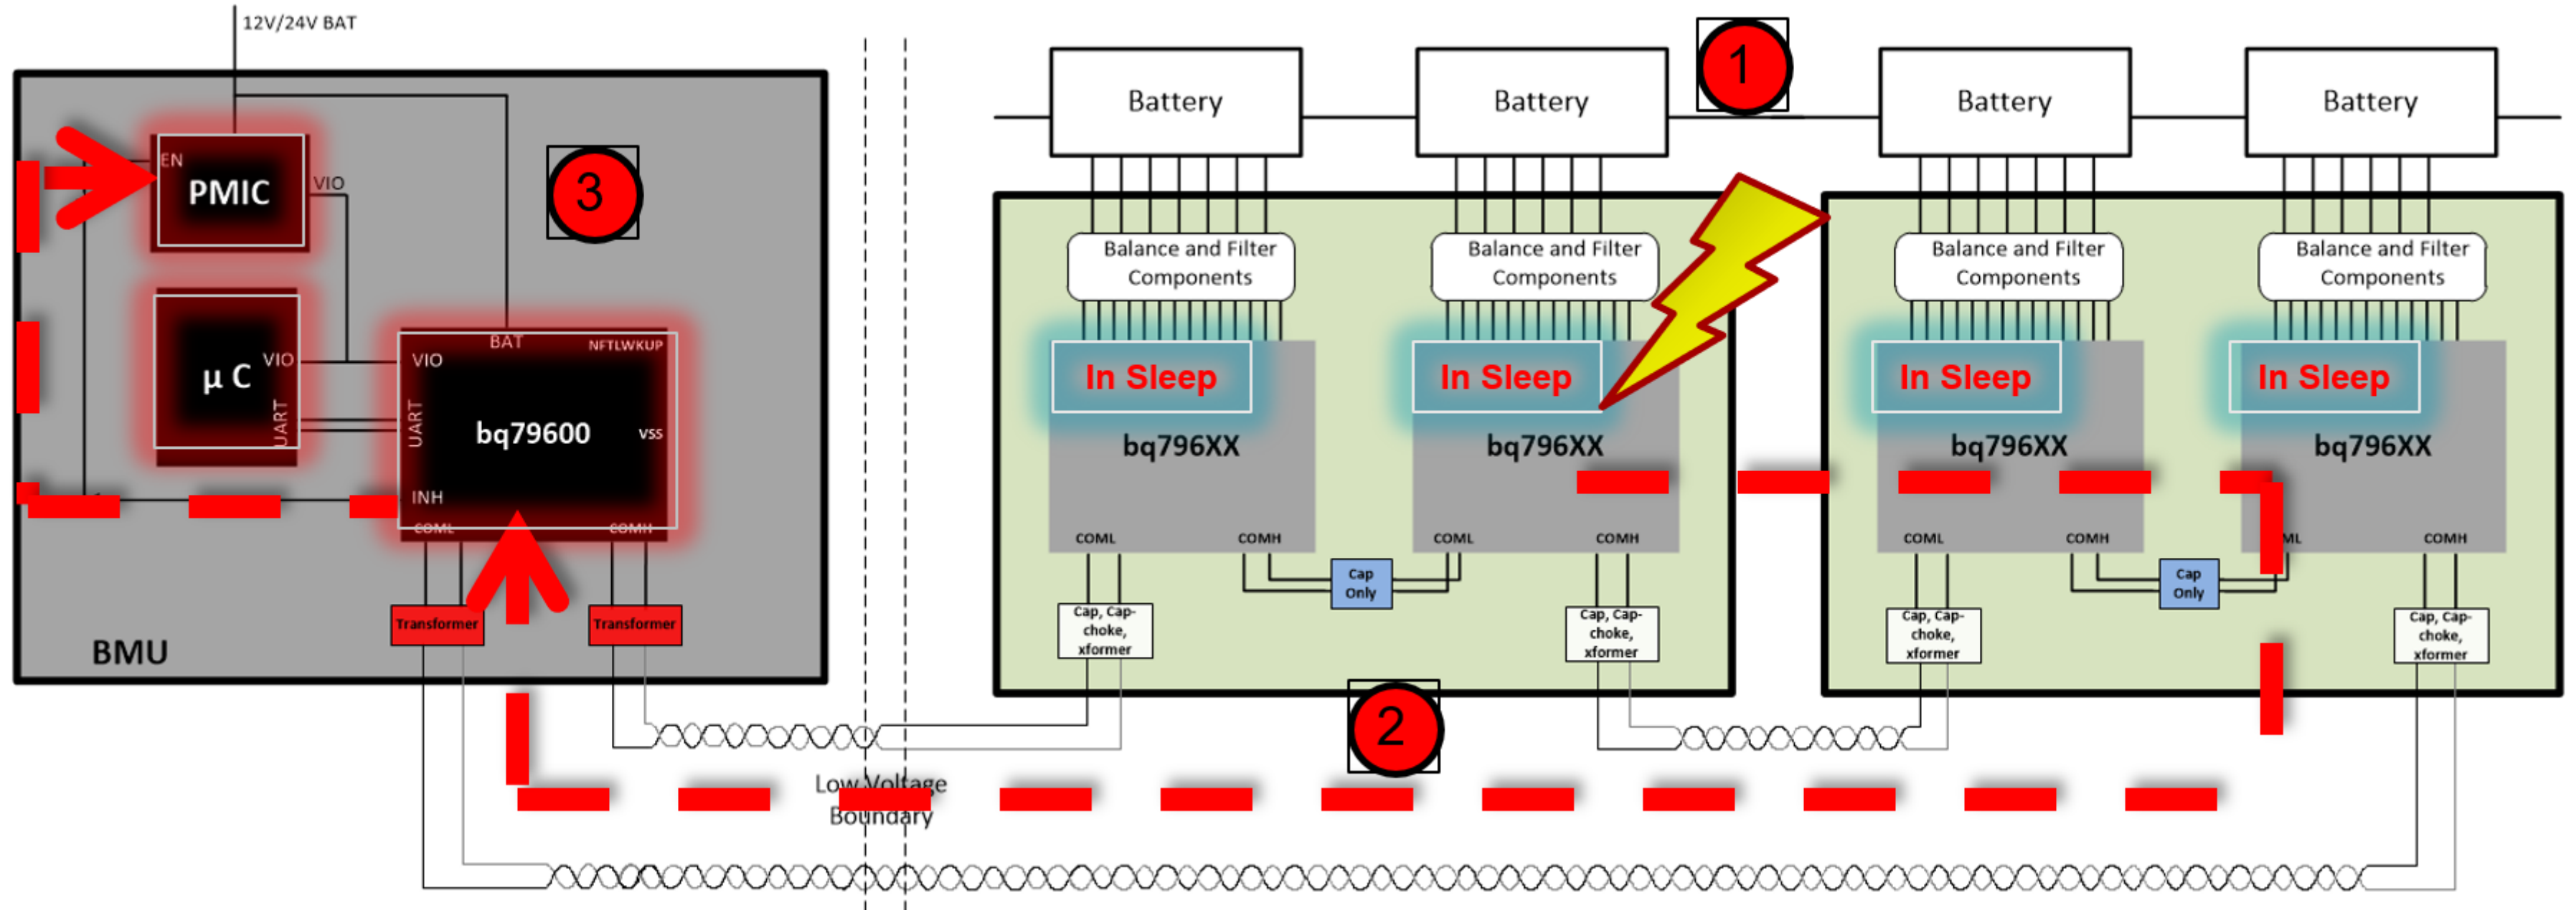 12V/24V BAT
EN
PMIC
VIO
3
μ C
VIO
UART
BAT
NFTLWKUP
VIO
UART
bq79600
VSS
INH
COML
COMH
Transformer
Transformer
BMU
Low Voltage
Boundary
1
Battery
Battery
Battery
Battery
Balance and Filter
Components
Balance and Filter
Components
Balance and Filter
Components
Balance and Filter
Components
In Sleep
In Sleep
In Sleep
In Sleep
bq796XX
bq796XX
bq796XX
bq796XX
COML
COMH
COML
COMH
COML
COMH
ML
COMH
Cap
Only
Cap
Only
Cap, Cap-
choke,
xformer
Cap, Cap-
choke,
xformer
Cap, Cap-
choke,
xformer
Cap, Cap-
choke,
xformer
2